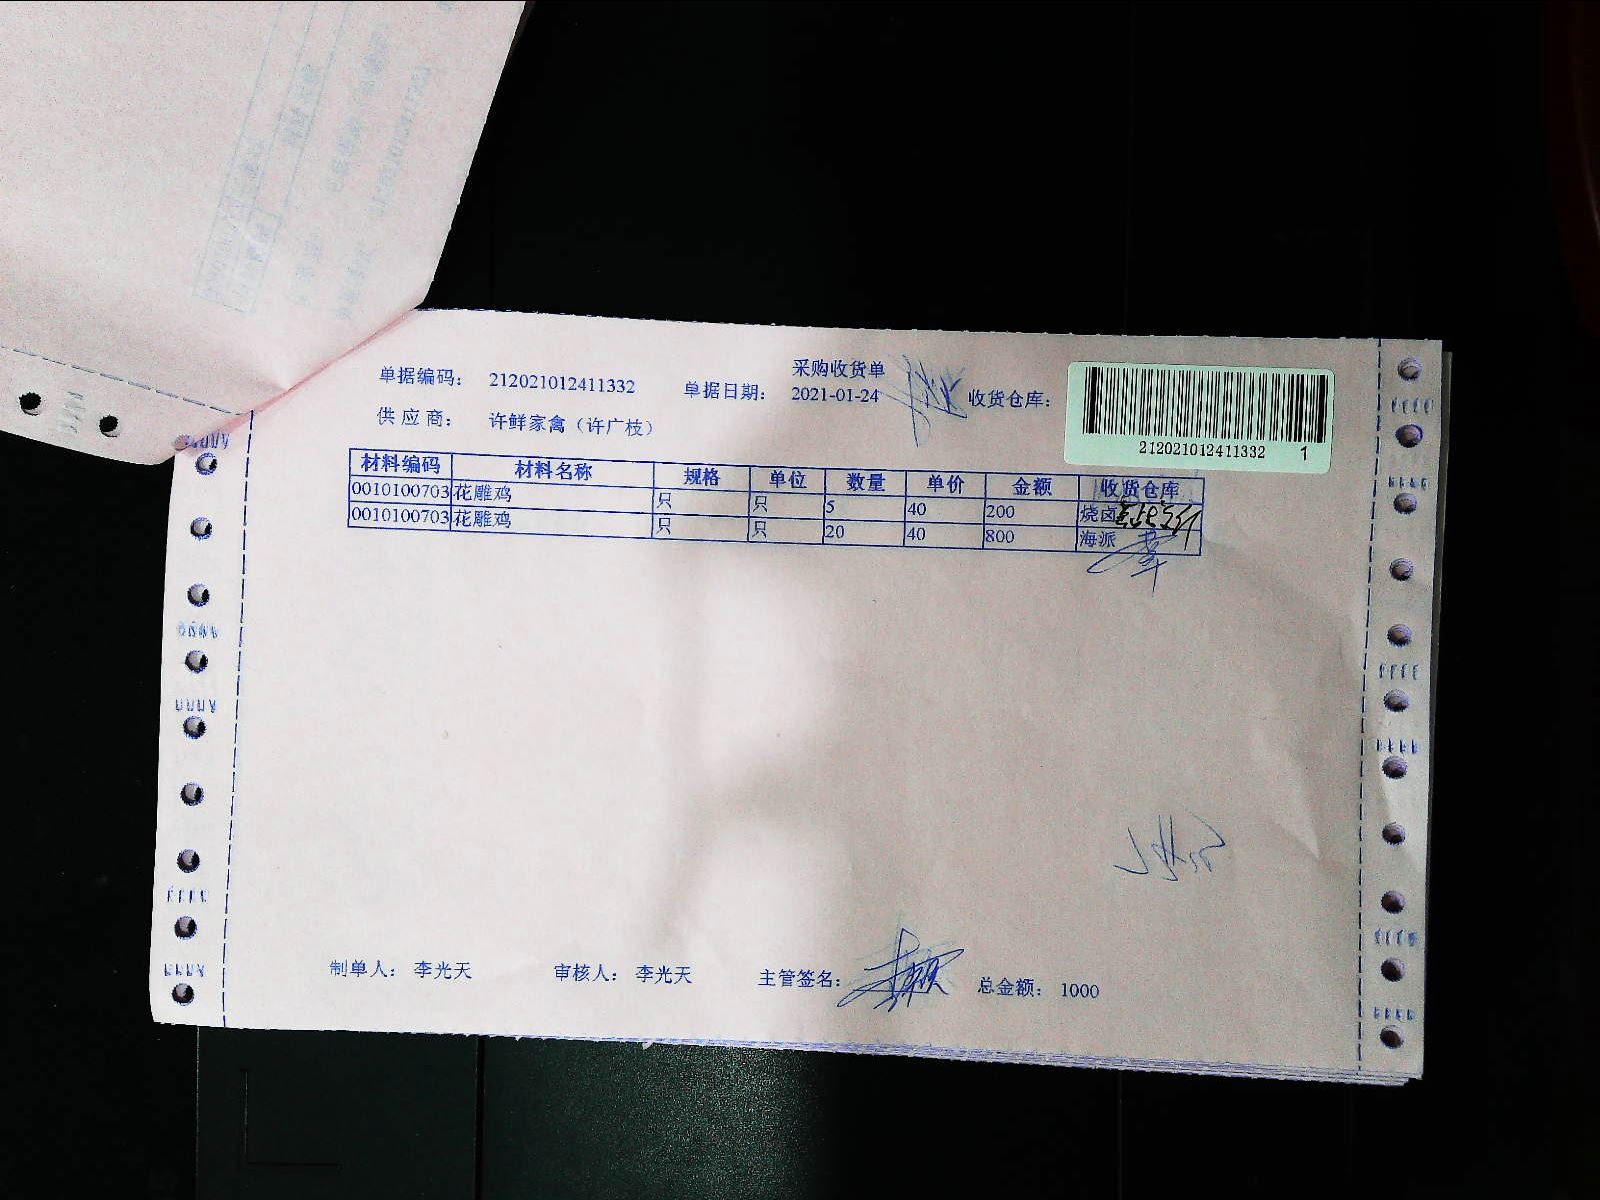 采购收货单
单据编码： 212021012411332 单据日期： 2021-01-24 收货仓库：
供应商： 许鲜家禽（许广枝）
212021012411332 1
材料编码 材料名称 规格 单位 数量 单价 金额 收货仓库
0010100703 花雕鸡 只 只 5 40 200 烧卤
0010100703 花雕鸡 只 只 20 40 800 海派
制单人： 李光天 审核人： 李光天 主管签名： 总金额： 1000